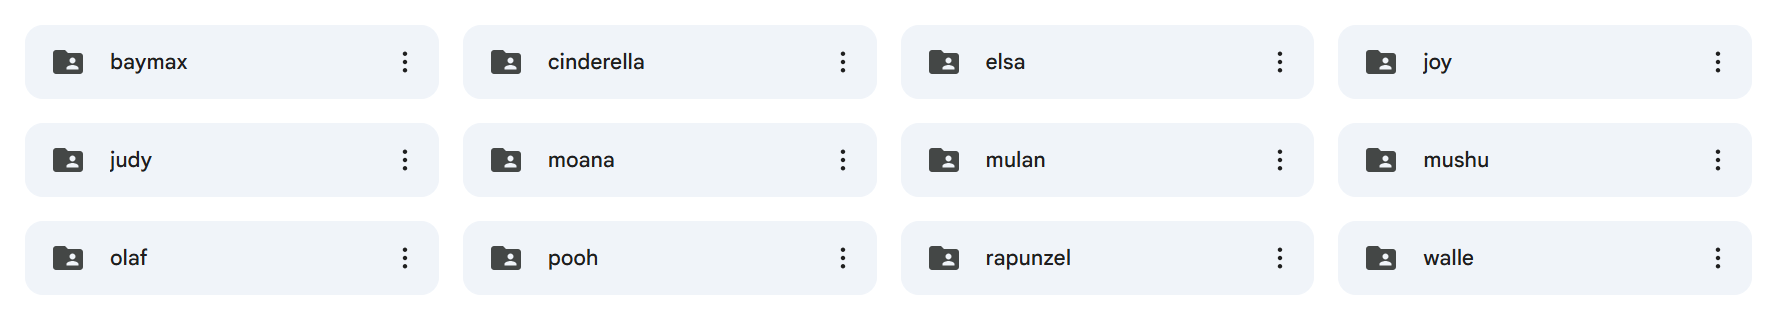 baymax
cinderella
elsa
joy
judy
moana
mulan
mushu
olaf
pooh
rapunzel
walle